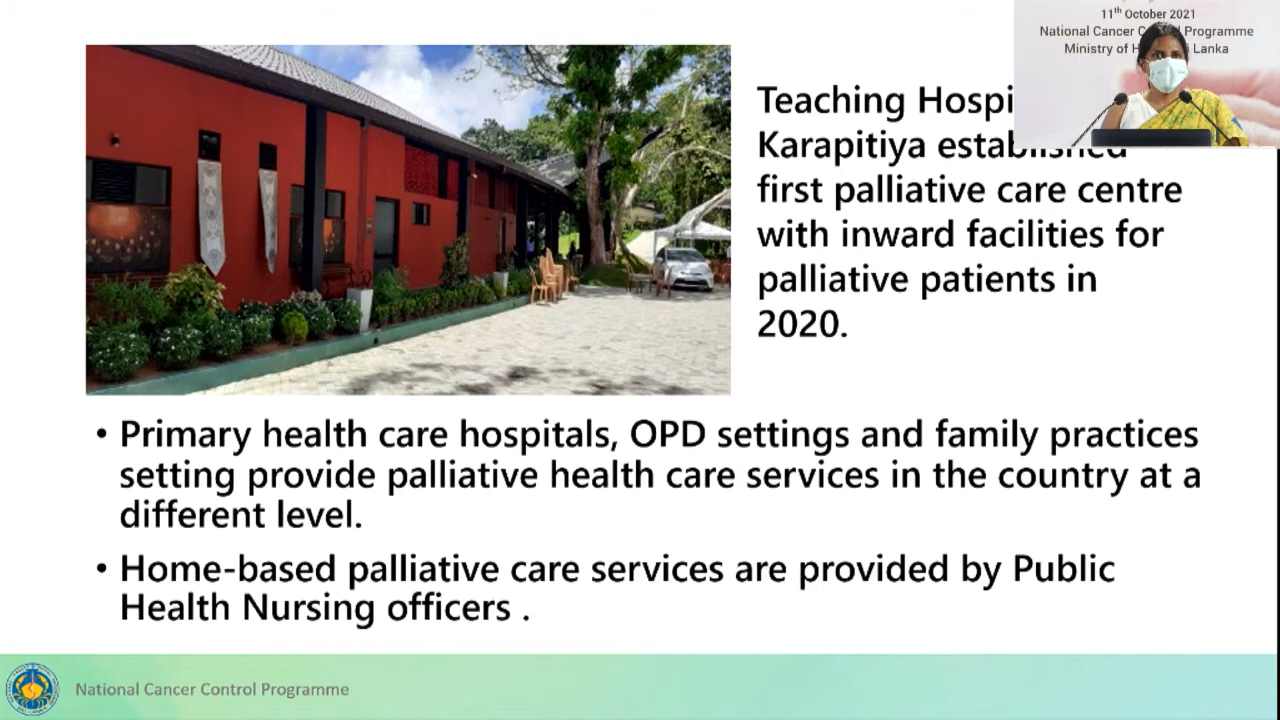 11th October 2021
National Cancer Programme
Ministry of Lanka
Teaching
Karapitiya established
first palliative care centre
with inward facilities for
palliative patients in
2020.
• Primary health care hospitals, OPD settings and family practices
setting provide palliative health care services in the country at a
different level.
• Home-based palliative care services are provided by Public
Health Nursing officers .
National Cancer Control Programme